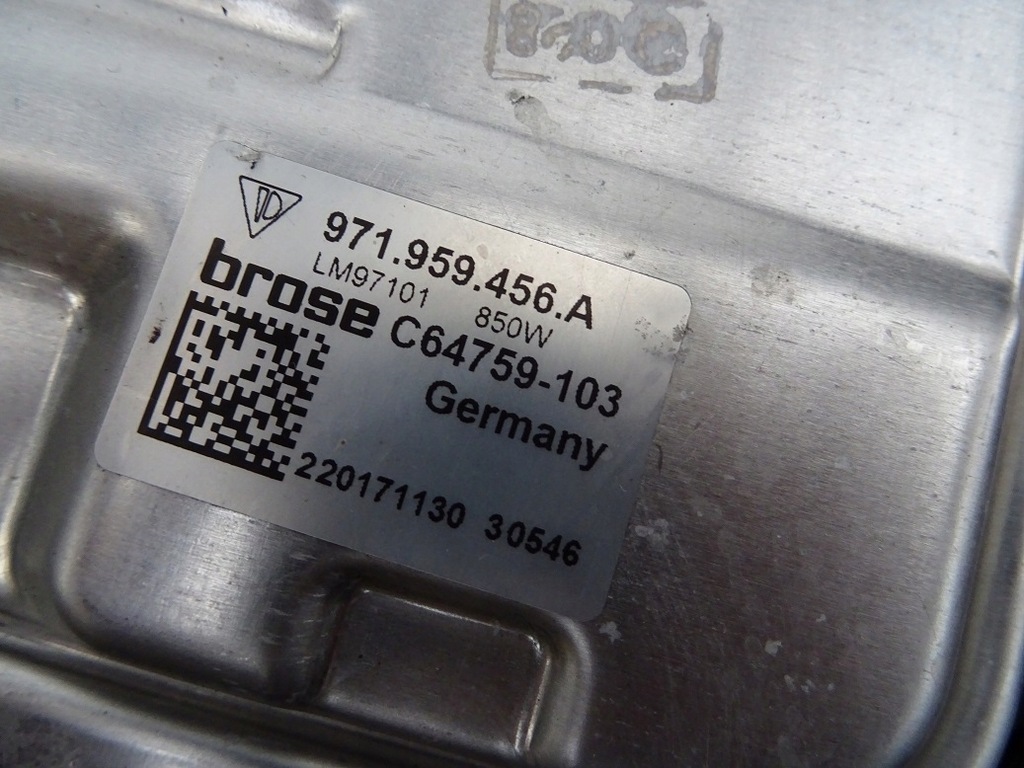 971.959.456.A
LM97101 850W
brose C64759-103
Germany
220171130 30546